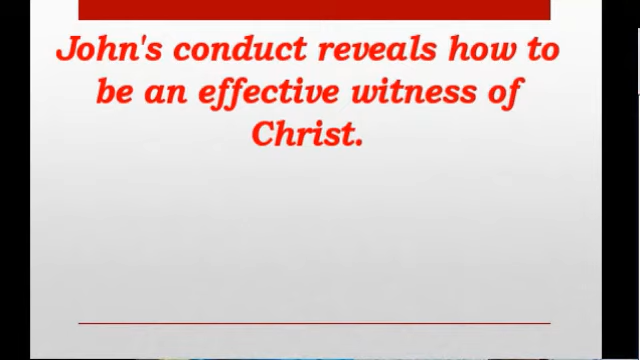 John's conduct reveals how to
be an effective witness of
Christ.